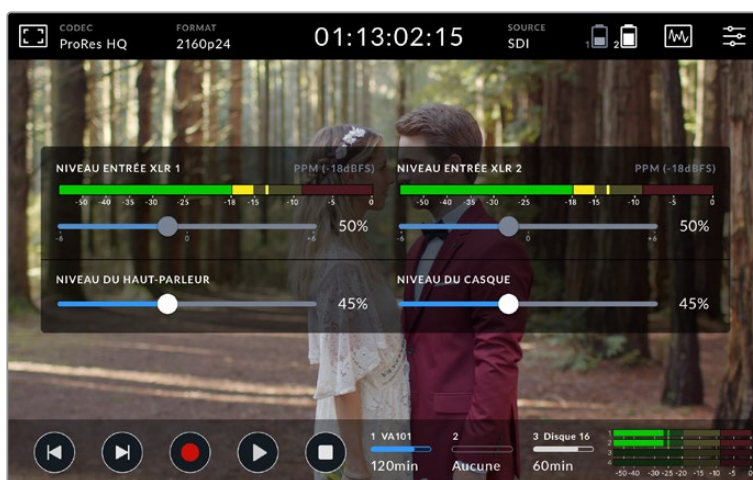 CODEC
ProRes HQ
FORMAT
2160p24
01:13:02:15
SOURCE
SDI
1
2
NIVEAU ENTRÉE XLR 1
PPM (-18dBFS)
-50 -40 -35 -30 -25 -18 -15 -10 -5 0
-6 0 +6
50%
NIVEAU ENTRÉE XLR 2
PPM (-18dBFS)
-50 -40 -35 -30 -25 -18 -15 -10 -5 0
-6 0 +6
50%
NIVEAU DU HAUT-PARLEUR
45%
NIVEAU DU CASQUE
45%
1 VA101
120min
2
Aucune
3 Disque 16
60min
1
2
3
4
-50 -40 -30 -25 -20 -15 -10 -5 0